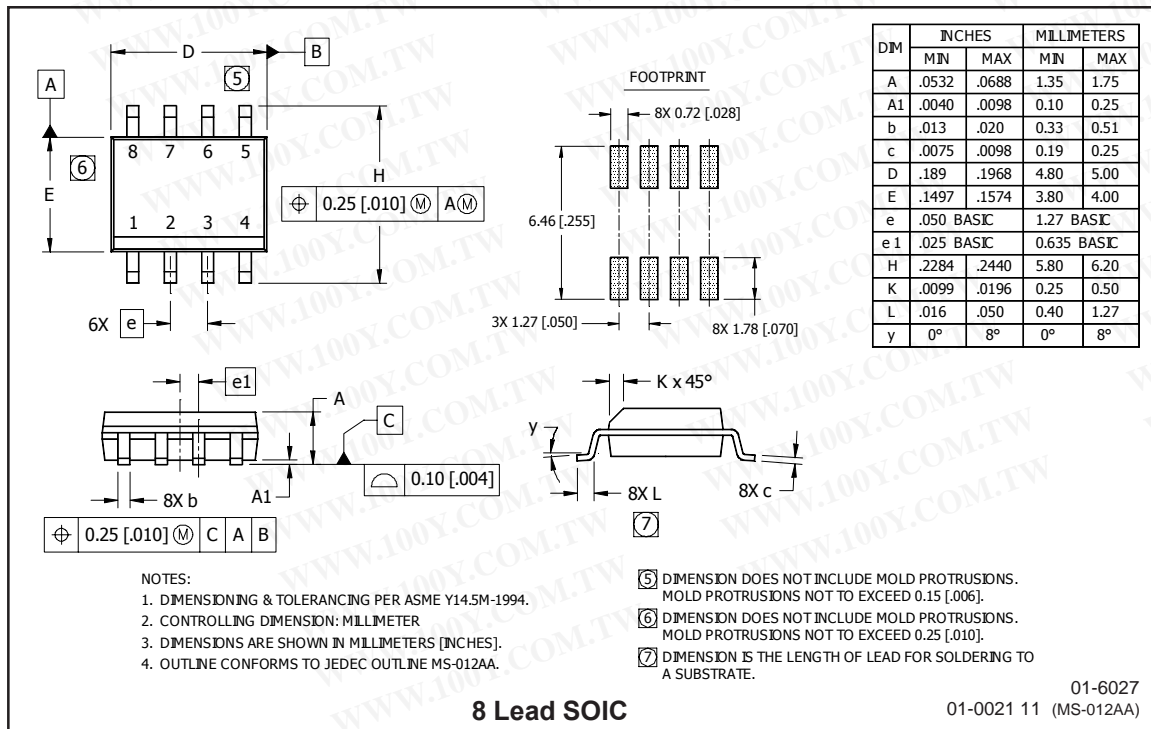 D
B
5
A
8 7 6 5
6
E
H
⌖ 0.25 [.010] Ⓜ A Ⓜ
1 2 3 4
6X e
FOOTPRINT
8X 0.72 [.028]
6.46 [.255]
3X 1.27 [.050]
8X 1.78 [.070]
DIM INCHES MILLIMETERS
MIN MAX MIN MAX
A .0532 .0688 1.35 1.75
A1 .0040 .0098 0.10 0.25
b .013 .020 0.33 0.51
c .0075 .0098 0.19 0.25
D .189 .1968 4.80 5.00
E .1497 .1574 3.80 4.00
e .050 BASIC 1.27 BASIC
e 1 .025 BASIC 0.635 BASIC
H .2284 .2440 5.80 6.20
K .0099 .0196 0.25 0.50
L .016 .050 0.40 1.27
y 0° 8° 0° 8°
e1
A
C
0.10 [.004]
8X b
A1
⌖ 0.25 [.010] Ⓜ C A B
K x 45°
y
8X L
8X c
7
NOTES:
1. DIMENSIONING & TOLERANCING PER ASME Y14.5M-1994.
2. CONTROLLING DIMENSION: MILLIMETER
3. DIMENSIONS ARE SHOWN IN MILLIMETERS [INCHES].
4. OUTLINE CONFORMS TO JEDEC OUTLINE MS-012AA.
5 DIMENSION DOES NOT INCLUDE MOLD PROTRUSIONS.
MOLD PROTRUSIONS NOT TO EXCEED 0.15 [.006].
6 DIMENSION DOES NOT INCLUDE MOLD PROTRUSIONS.
MOLD PROTRUSIONS NOT TO EXCEED 0.25 [.010].
7 DIMENSION IS THE LENGTH OF LEAD FOR SOLDERING TO
A SUBSTRATE.
8 Lead SOIC
01-6027
01-0021 11 (MS-012AA)
WWW.100Y.COM.TW